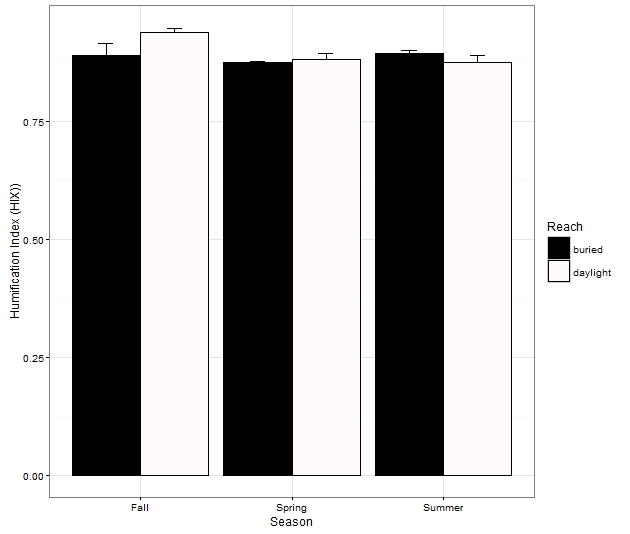 Humification Index (HIX))
0.75
0.50
0.25
0.00
Fall
Spring
Summer
Season
Reach
buried
daylight